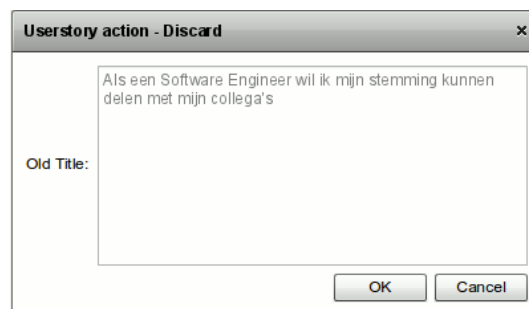 Userstory action - Discard
Als een Software Engineer wil ik mijn stemming kunnen
delen met mijn collega's
Old Title:
OK
Cancel